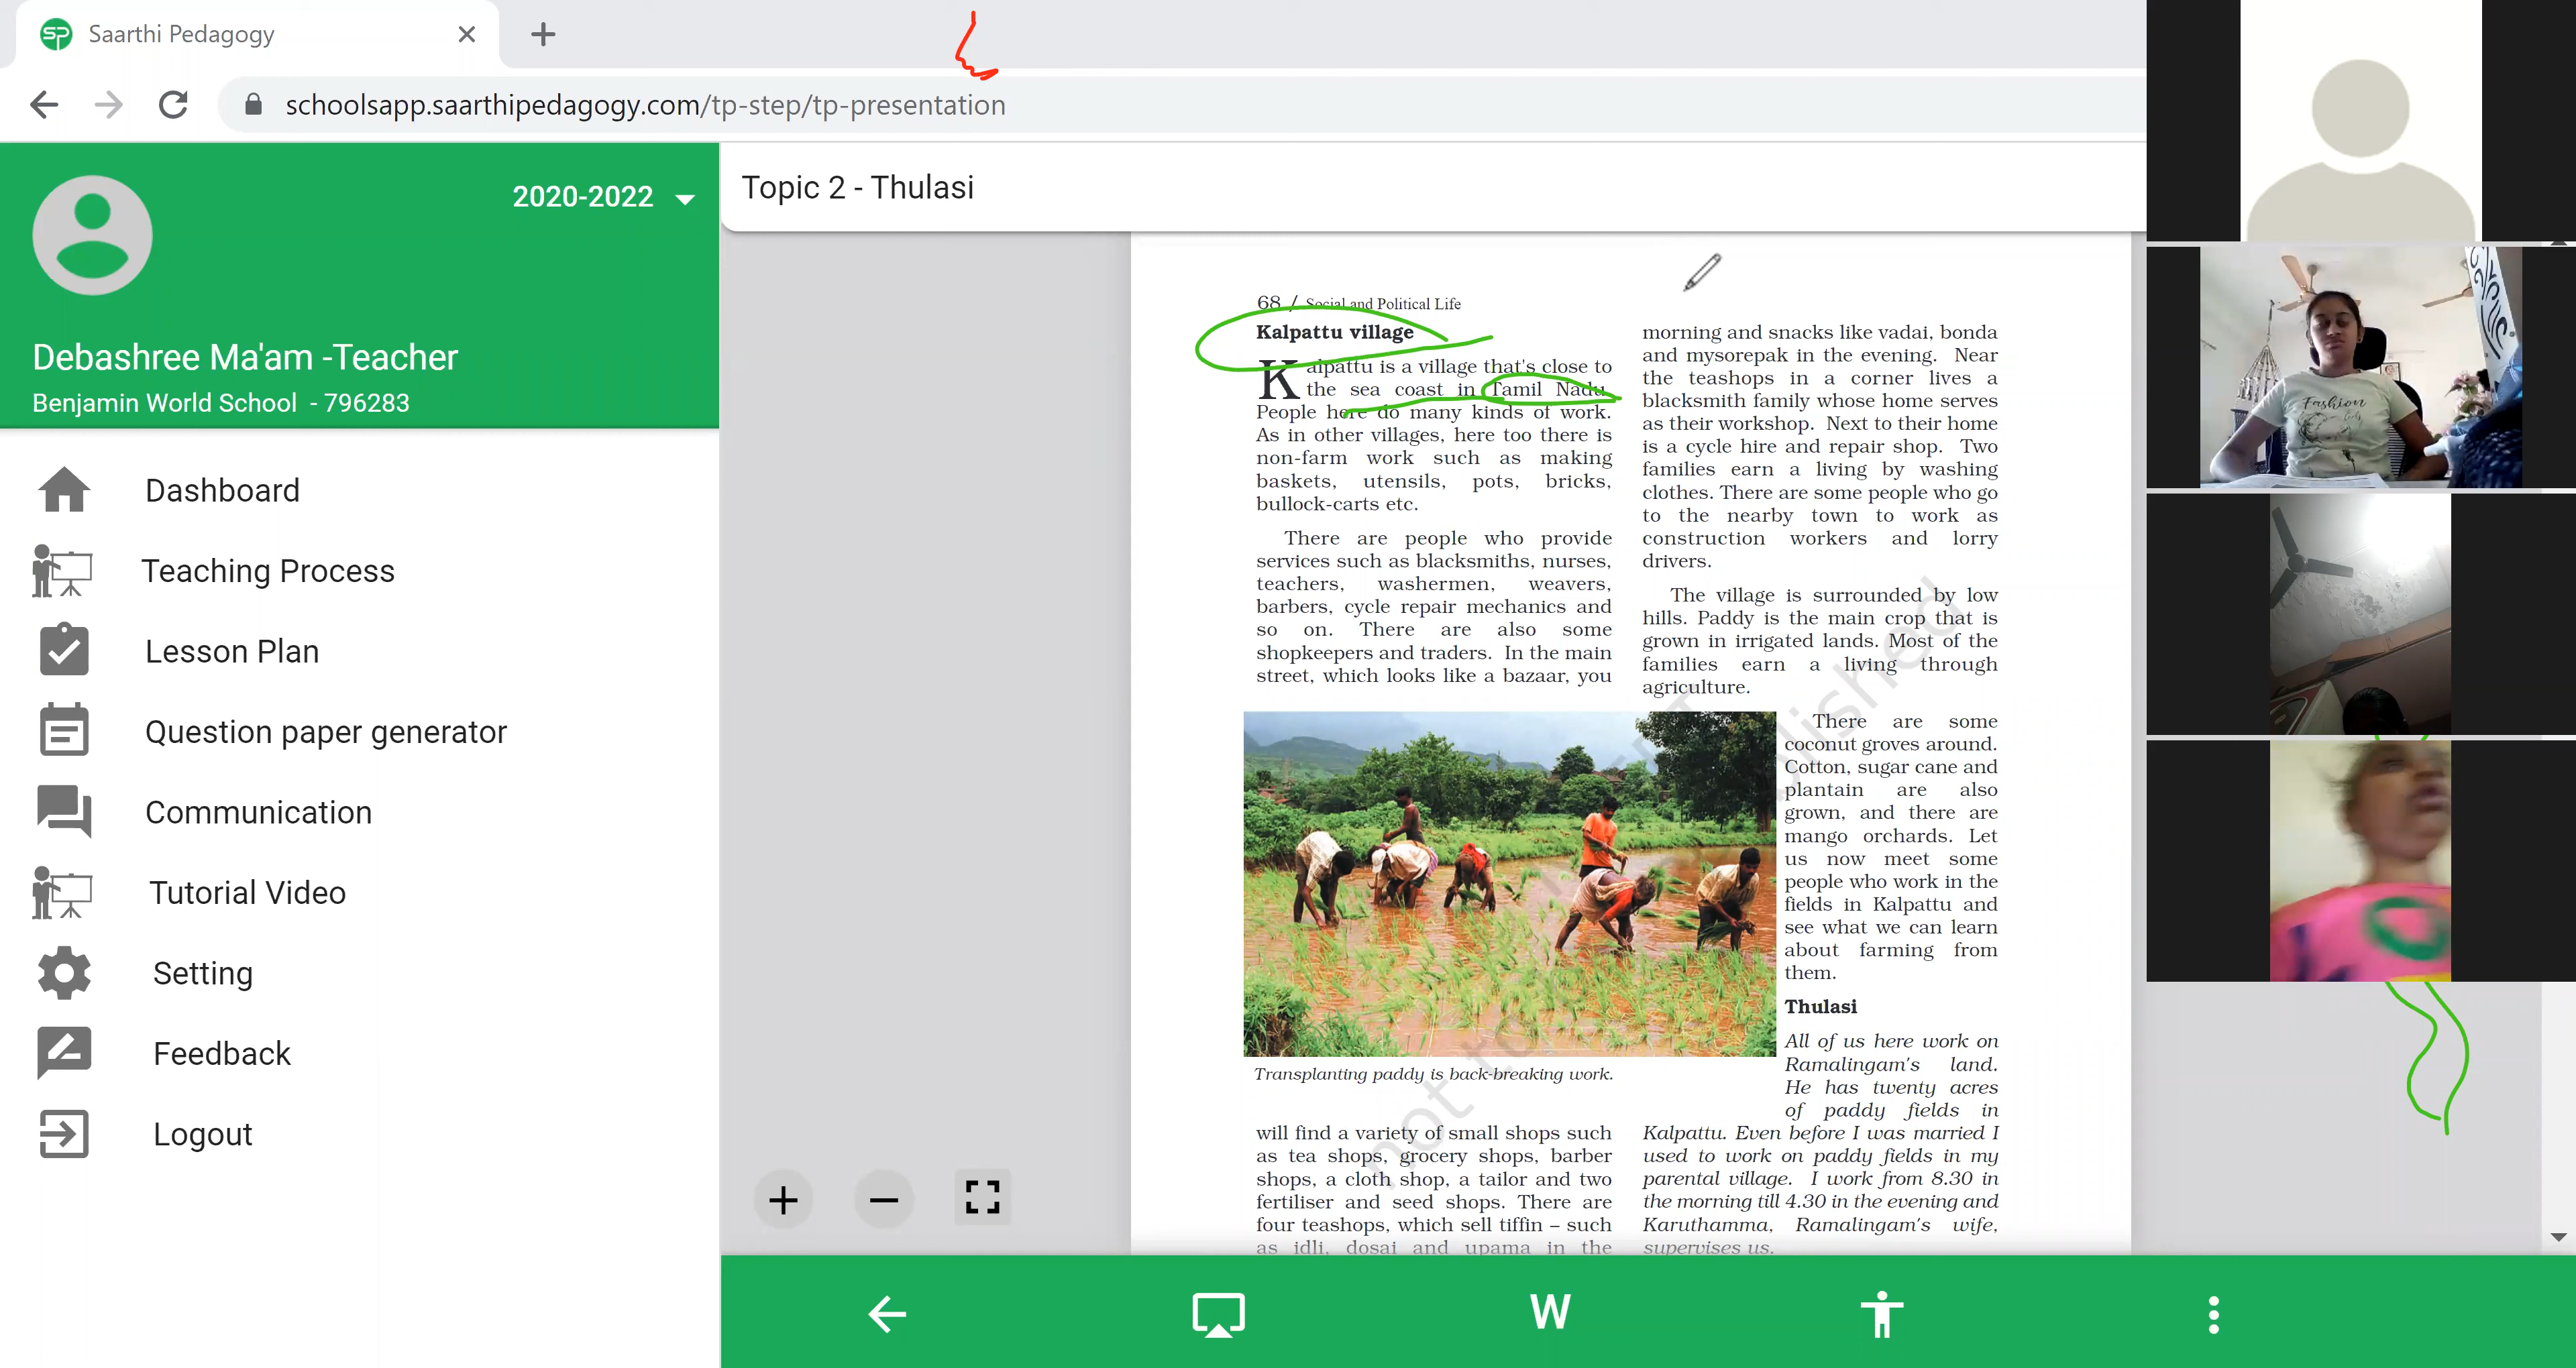 Saarthi Pedagogy
schoolsapp.saarthipedagogy.com/tp-step/tp-presentation
2020-2022
Debashree Ma'am -Teacher
Benjamin World School - 796283
Dashboard
Teaching Process
Lesson Plan
Question paper generator
Communication
Tutorial Video
Setting
Feedback
Logout
Topic 2 - Thulasi
68 / Social and Political Life
Kalpattu village
Kalpattu is a village that's close to
the sea coast in Tamil Nadu.
People here do many kinds of work.
As in other villages, here too there is
non-farm work such as making
baskets, utensils, pots, bricks,
bullock-carts etc.
There are people who provide
services such as blacksmiths, nurses,
teachers, washermen, weavers,
barbers, cycle repair mechanics and
so on. There are also some
shopkeepers and traders. In the main
street, which looks like a bazaar, you
Transplanting paddy is back-breaking work.
will find a variety of small shops such
as tea shops, grocery shops, barber
shops, a cloth shop, a tailor and two
fertiliser and seed shops. There are
four teashops, which sell tiffin – such
as idli, dosai and upama in the
morning and snacks like vadai, bonda
and mysorepak in the evening. Near
the teashops in a corner lives a
blacksmith family whose home serves
as their workshop. Next to their home
is a cycle hire and repair shop. Two
families earn a living by washing
clothes. There are some people who go
to the nearby town to work as
construction workers and lorry
drivers.
The village is surrounded by low
hills. Paddy is the main crop that is
grown in irrigated lands. Most of the
families earn a living through
agriculture.
There are some
coconut groves around.
Cotton, sugar cane and
plantain are also
grown, and there are
mango orchards. Let
us now meet some
people who work in the
fields in Kalpattu and
see what we can learn
about farming from
them.
Thulasi
All of us here work on
Ramalingam's land.
He has twenty acres
of paddy fields in
Kalpattu. Even before I was married I
used to work on paddy fields in my
parental village. I work from 8.30 in
the morning till 4.30 in the evening and
Karuthamma, Ramalingam's wife,
supervises us.
W
Fashion